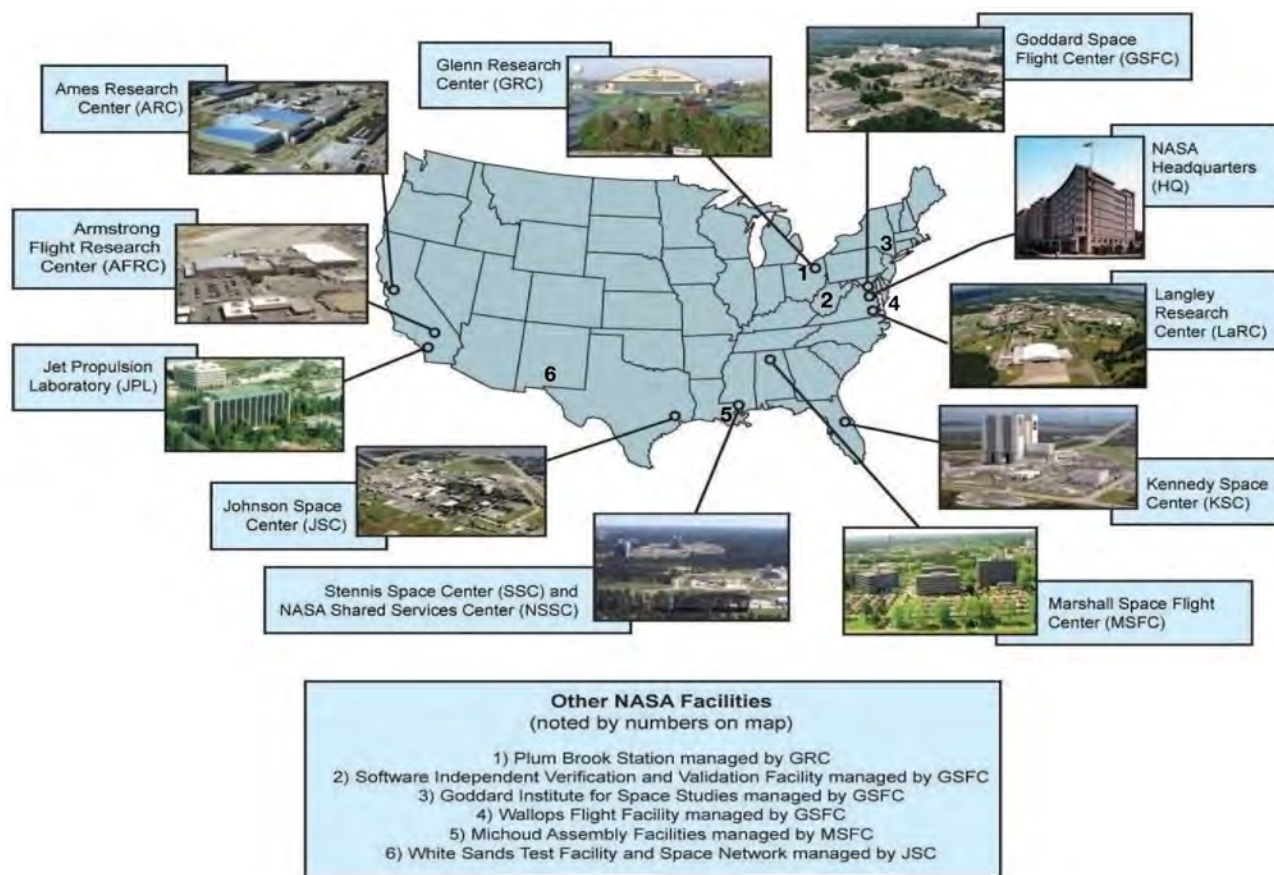 Goddard Space
Flight Center (GSFC)
Glenn Research
Center (GRC)
Ames Research
Center (ARC)
NASA
Headquarters
(HQ)
Armstrong
Flight Research
Center (AFRC)
Langley
Research
Center (LaRC)
Jet Propulsion
Laboratory (JPL)
Kennedy Space
Center (KSC)
Johnson Space
Center (JSC)
Stennis Space Center (SSC) and
NASA Shared Services Center (NSSC)
Marshall Space Flight
Center (MSFC)
3
1
2
4
6
5
Other NASA Facilities
(noted by numbers on map)
1) Plum Brook Station managed by GRC
2) Software Independent Verification and Validation Facility managed by GSFC
3) Goddard Institute for Space Studies managed by GSFC
4) Wallops Flight Facility managed by GSFC
5) Michoud Assembly Facilities managed by MSFC
6) White Sands Test Facility and Space Network managed by JSC